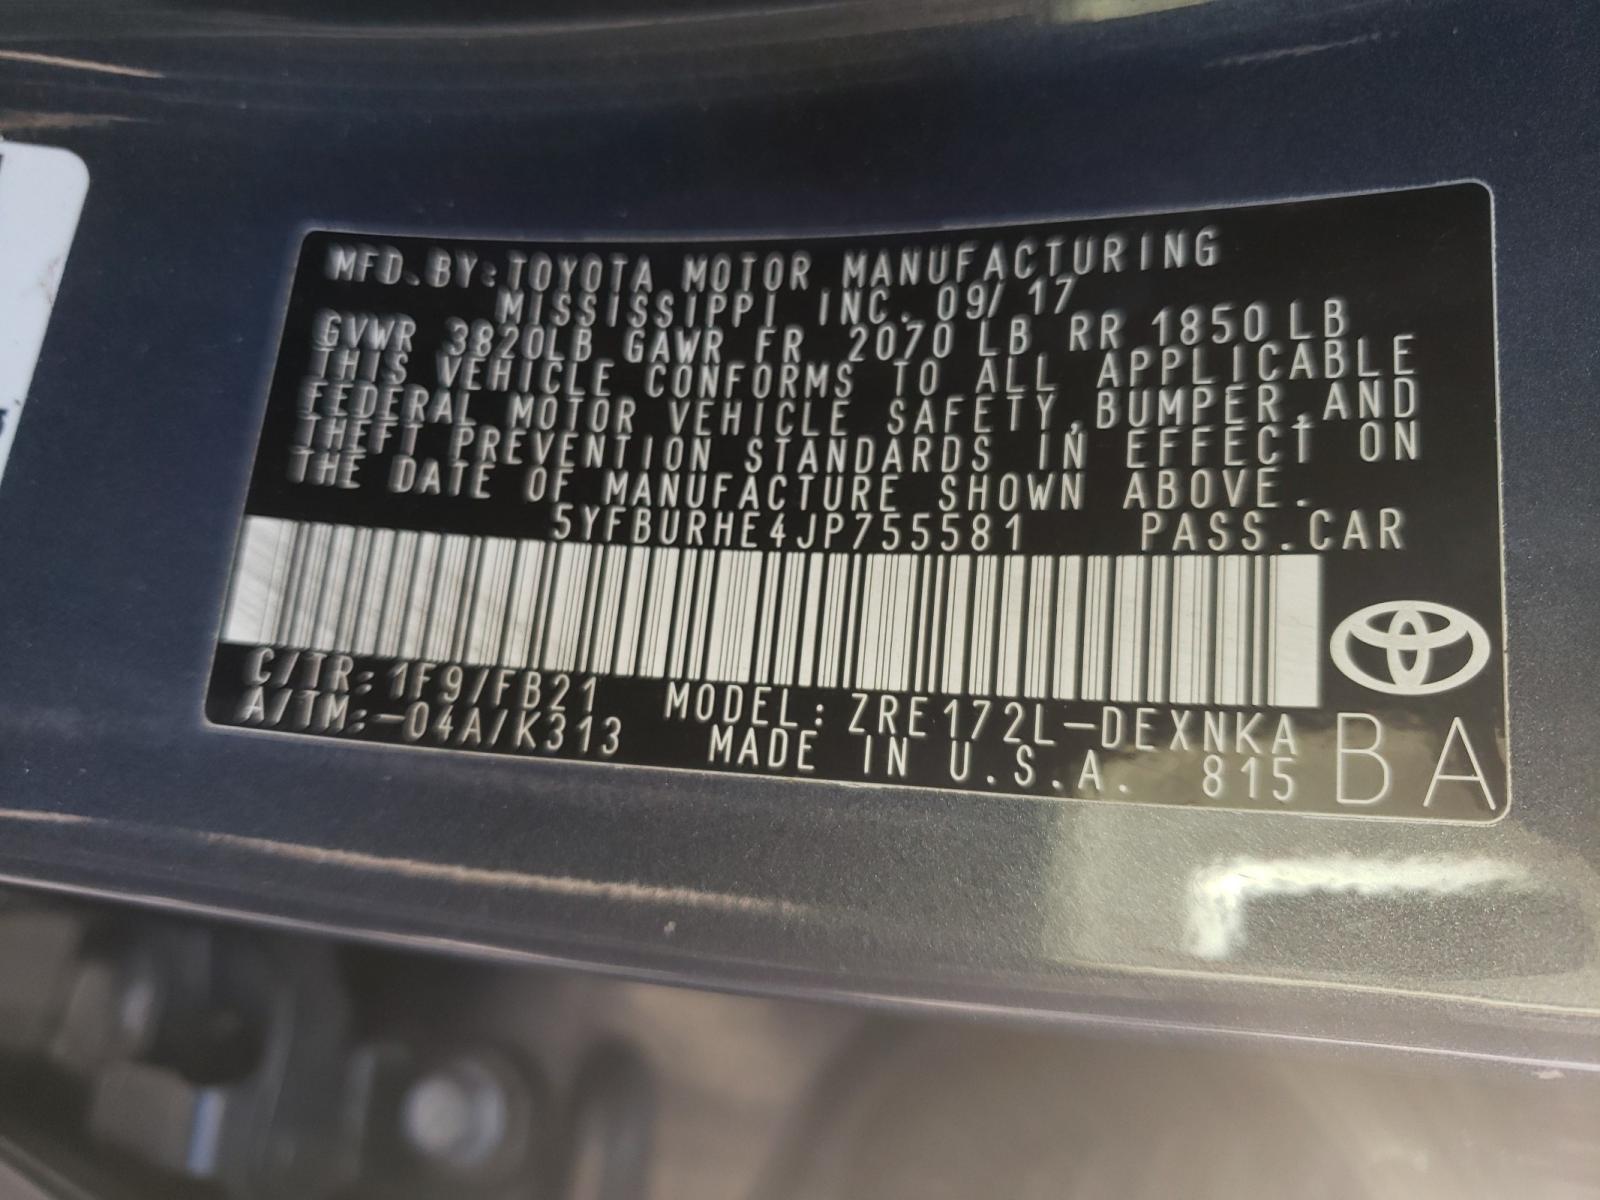 MFD.BY:TOYOTA MOTOR MANUFACTURING
MISSISSIPPI INC. 09/17
GVWR 3820LB GAWR FR 2070 LB RR 1850 LB
THIS VEHICLE CONFORMS TO ALL APPLICABLE
FEDERAL MOTOR VEHICLE SAFETY,BUMPER,AND
THEFT PREVENTION STANDARDS IN EFFECT ON
THE DATE OF MANUFACTURE SHOWN ABOVE.
5YFBURHE4JP755581 PASS.CAR
C/TR:1F9/FB21 MODEL:ZRE172L-DEXNKA
A/TM:-04A/K313 MADE IN U.S.A. 815 BA